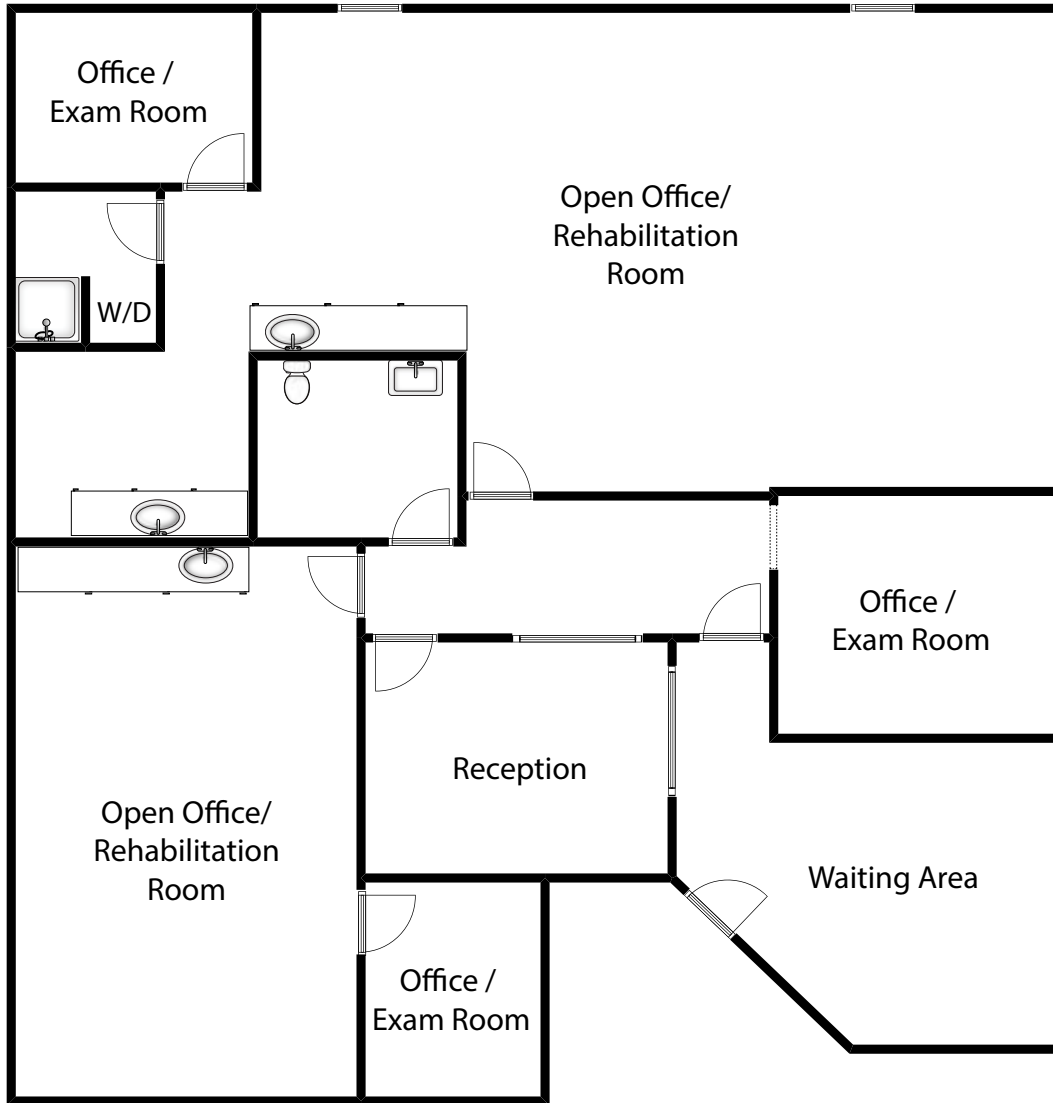 Office /
Exam Room
Open Office/
Rehabilitation
Room
W/D
Office /
Exam Room
Reception
Open Office/
Rehabilitation
Room
Waiting Area
Office /
Exam Room